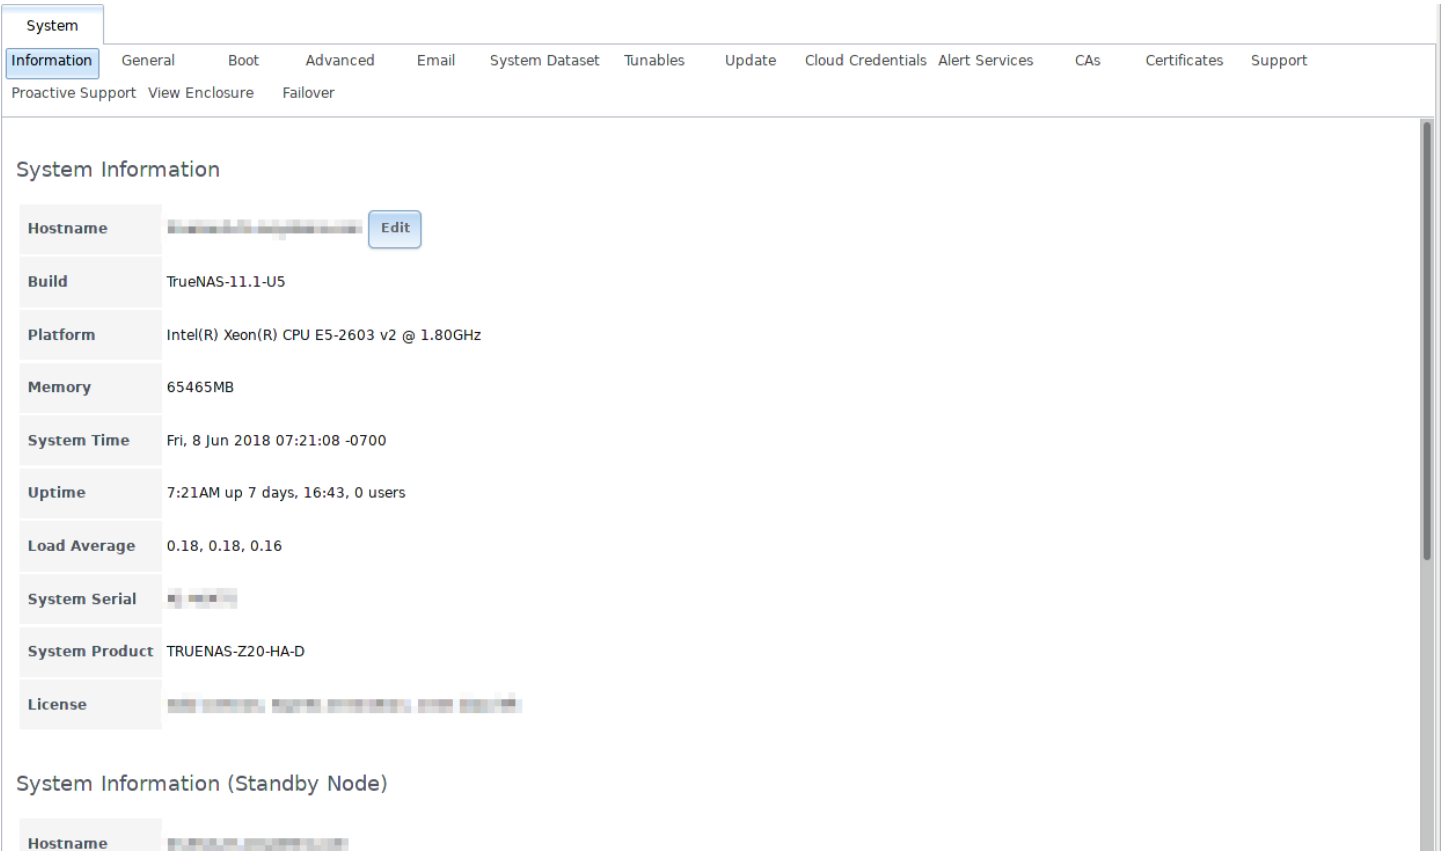 System
Information General Boot Advanced Email System Dataset Tunables Update Cloud Credentials Alert Services CAs Certificates Support
Proactive Support View Enclosure Failover
System Information
Hostname Edit
Build TrueNAS-11.1-U5
Platform Intel(R) Xeon(R) CPU E5-2603 v2 @ 1.80GHz
Memory 65465MB
System Time Fri, 8 Jun 2018 07:21:08 -0700
Uptime 7:21AM up 7 days, 16:43, 0 users
Load Average 0.18, 0.18, 0.16
System Serial
System Product TRUENAS-Z20-HA-D
License
System Information (Standby Node)
Hostname